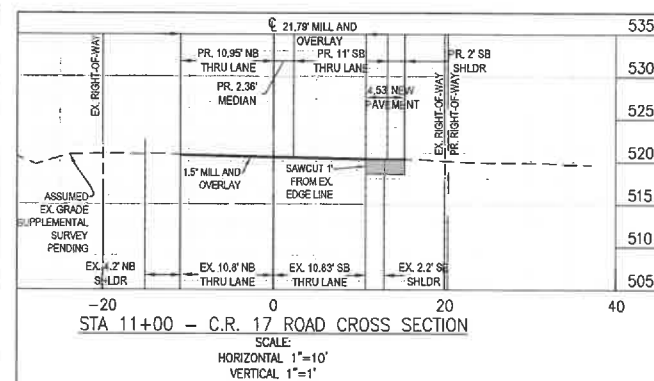 ℄ 21.79' MILL AND
OVERLAY
535
EX. RIGHT-OF-WAY
PR. 10.95' NB
THRU LANE
PR. 11' SB
THRU LANE
PR. 2' SB
SHLDR
530
PR. 2.36'
MEDIAN
4.53 NEW
PAVEMENT
EX. RIGHT-OF-WAY
PR. RIGHT-OF-WAY
525
520
1.5" MILL AND
OVERLAY
SAWCUT 1'
FROM EX.
EDGE LINE
ASSUMED
EX. GRADE
SUPPLEMENTAL
SURVEY
PENDING
515
510
EX. 4.2' NB
SHLDR
EX. 10.8' NB
THRU LANE
EX. 10.83' SB
THRU LANE
EX. 2.2' SB
SHLDR
505
-20
0
20
40
STA 11+00 - C.R. 17 ROAD CROSS SECTION
SCALE:
HORIZONTAL 1"=10'
VERTICAL 1"=1'